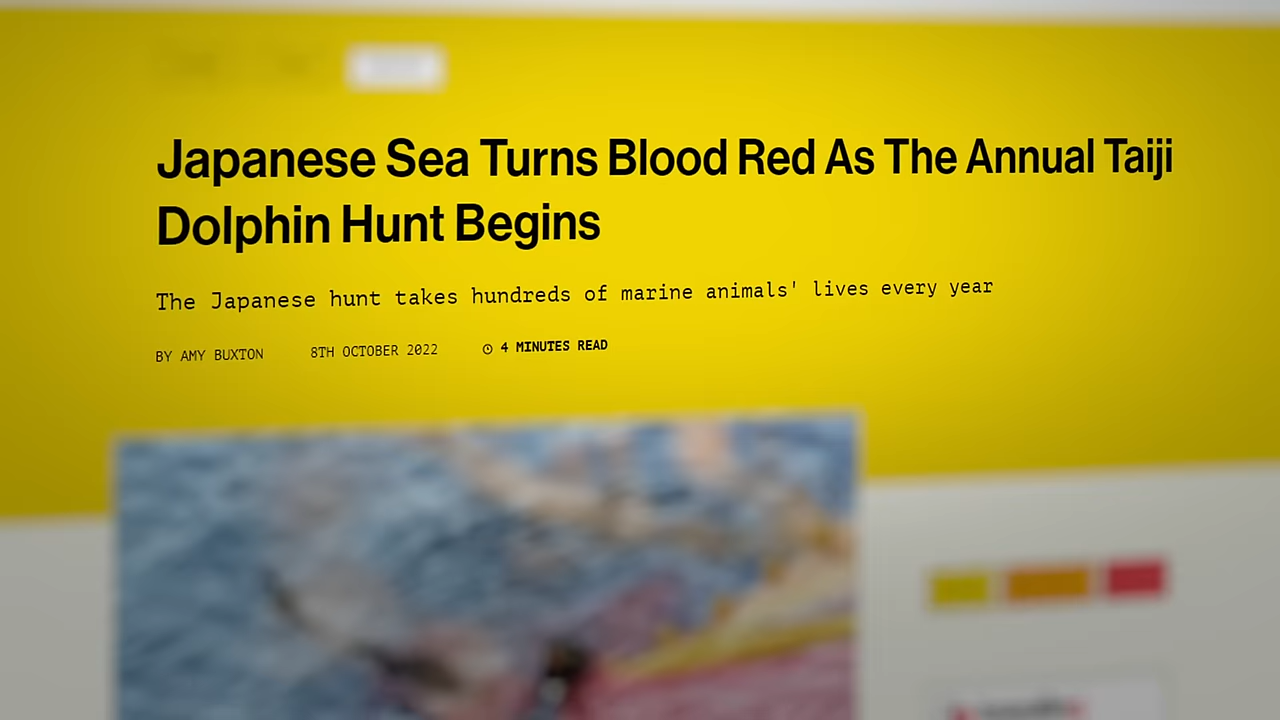 Japanese Sea Turns Blood Red As The Annual Taiji
Dolphin Hunt Begins
The Japanese hunt takes hundreds of marine animals' lives every year
BY AMY BUXTON 8TH OCTOBER 2022 4 MINUTES READ